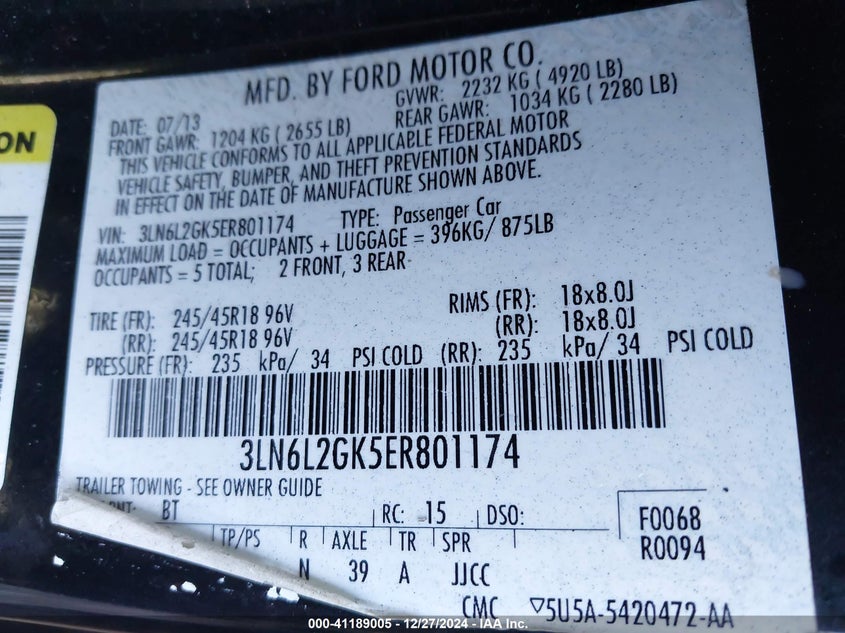 MFD. BY FORD MOTOR CO.
DATE: 07/13 GVWR: 2232 KG ( 4920 LB)
FRONT GAWR: 1204 KG ( 2655 LB) REAR GAWR: 1034 KG ( 2280 LB)
THIS VEHICLE CONFORMS TO ALL APPLICABLE FEDERAL MOTOR
VEHICLE SAFETY, BUMPER, AND THEFT PREVENTION STANDARDS
IN EFFECT ON THE DATE OF MANUFACTURE SHOWN ABOVE.
VIN: 3LN6L2GK5ER801174 TYPE: Passenger Car
MAXIMUM LOAD = OCCUPANTS + LUGGAGE = 396KG/ 875LB
OCCUPANTS = 5 TOTAL; 2 FRONT, 3 REAR
TIRE (FR): 245/45R18 96V RIMS (FR): 18x8.0J
(RR): 245/45R18 96V (RR): 18x8.0J
PRESSURE (FR): 235 kPa/ 34 PSI COLD (RR): 235 kPa/ 34 PSI COLD
3LN6L2GK5ER801174
TRAILER TOWING - SEE OWNER GUIDE
BT RC: 15 DSO: F0068
TP/PS R AXLE TR SPR R0094
N 39 A JJCC
CMC ▽5U5A-5420472-AA
000-41189005 - 12/27/2024 - IAA Inc.